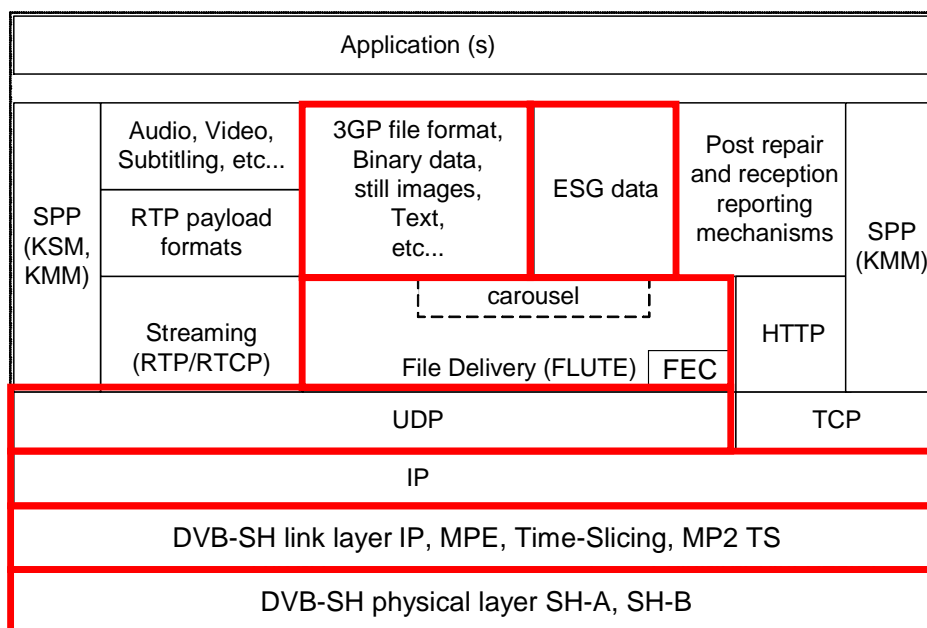 Application (s)
SPP
(KSM,
KMM)
Audio, Video,
Subtitling, etc...
RTP payload
formats
Streaming
(RTP/RTCP)
3GP file format,
Binary data,
still images,
Text,
etc...
ESG data
carousel
File Delivery (FLUTE)
FEC
Post repair
and reception
reporting
mechanisms
HTTP
SPP
(KMM)
UDP
TCP
IP
DVB-SH link layer IP, MPE, Time-Slicing, MP2 TS
DVB-SH physical layer SH-A, SH-B